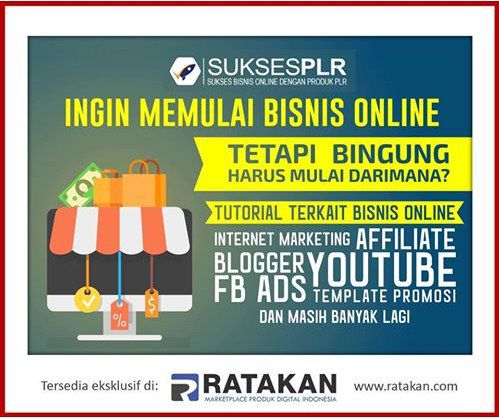 SUKSESPLR
SUKSES BISNIS ONLINE DENGAN PRODUK PLR
INGIN MEMULAI BISNIS ONLINE
TETAPI BINGUNG
HARUS MULAI DARIMANA?
TUTORIAL TERKAIT BISNIS ONLINE
INTERNET MARKETING AFFILIATE
BLOGGER YOUTUBE
FB ADS TEMPLATE PROMOSI
DAN MASIH BANYAK LAGI
%
$
Tersedia eksklusif di:
RATAKAN
MARKETPLACE PRODUK DIGITAL INDONESIA
www.ratakan.com